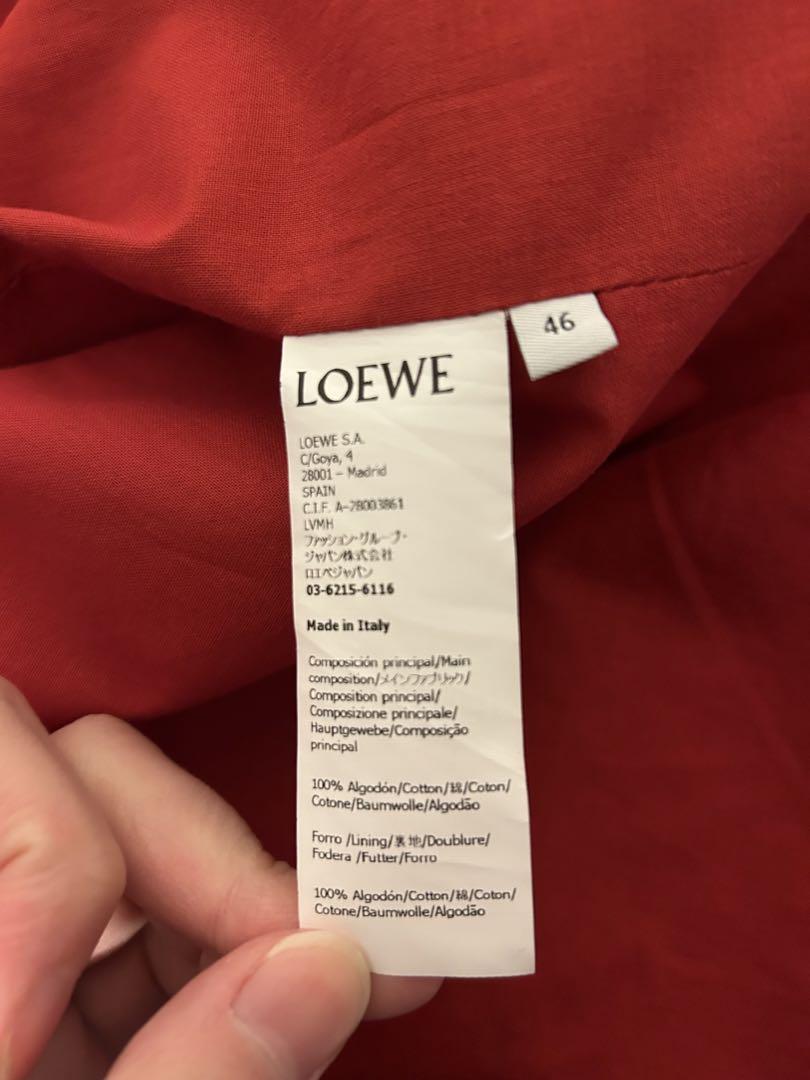 46
LOEWE
LOEWE S.A.
C/Goya, 4
28001 - Madrid
SPAIN
C.I.F. A-28003861
LVMH
ファッション・グループ・
ジャパン株式会社
ロエベジャパン
03-6215-6116
Made in Italy
Composición principal/Main
composition/メインファブリック/
Composition principal/
Composizione principale/
Hauptgewebe/Composição
principal
100% Algodón/Cotton/綿/Coton/
Cotone/Baumwolle/Algodão
Forro /Lining/裏地/Doublure/
Fodera /Futter/Forro
100% Algodón/Cotton/綿/Coton/
Cotone/Baumwolle/Algodão